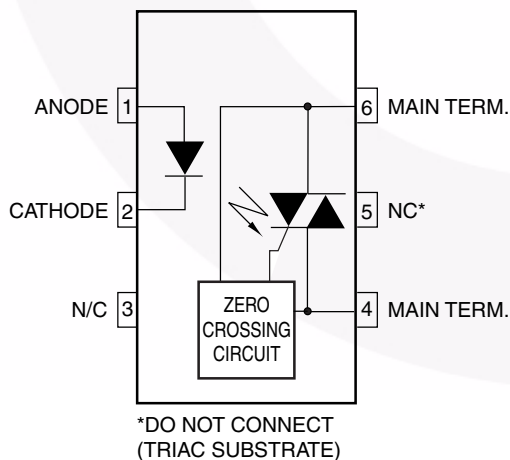 ANODE 1
6 MAIN TERM.
CATHODE 2
5 NC*
N/C 3
ZERO
CROSSING
CIRCUIT
4 MAIN TERM.
*DO NOT CONNECT
(TRIAC SUBSTRATE)